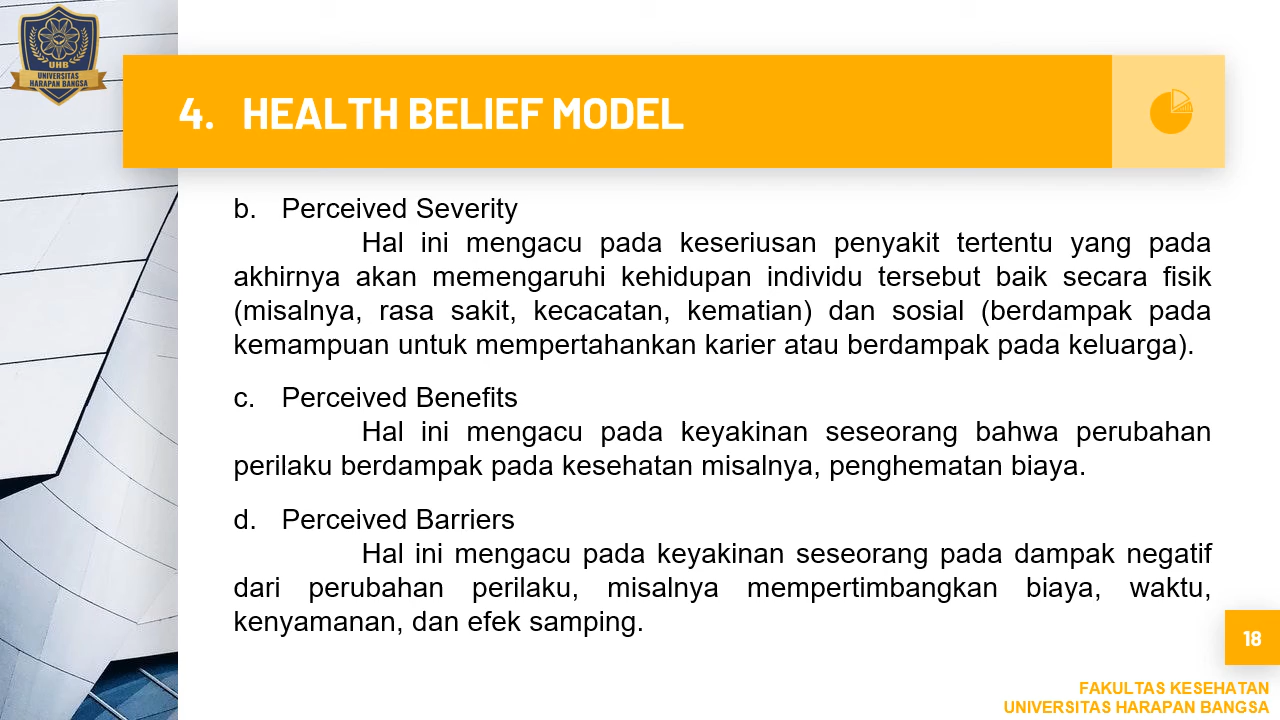 UHB
UNIVERSITAS
HARAPAN BANGSA
4. HEALTH BELIEF MODEL
b. Perceived Severity
Hal ini mengacu pada keseriusan penyakit tertentu yang pada
akhirnya akan memengaruhi kehidupan individu tersebut baik secara fisik
(misalnya, rasa sakit, kecacatan, kematian) dan sosial (berdampak pada
kemampuan untuk mempertahankan karier atau berdampak pada keluarga).
c. Perceived Benefits
Hal ini mengacu pada keyakinan seseorang bahwa perubahan
perilaku berdampak pada kesehatan misalnya, penghematan biaya.
d. Perceived Barriers
Hal ini mengacu pada keyakinan seseorang pada dampak negatif
dari perubahan perilaku, misalnya mempertimbangkan biaya, waktu,
kenyamanan, dan efek samping.
18
FAKULTAS KESEHATAN
UNIVERSITAS HARAPAN BANGSA